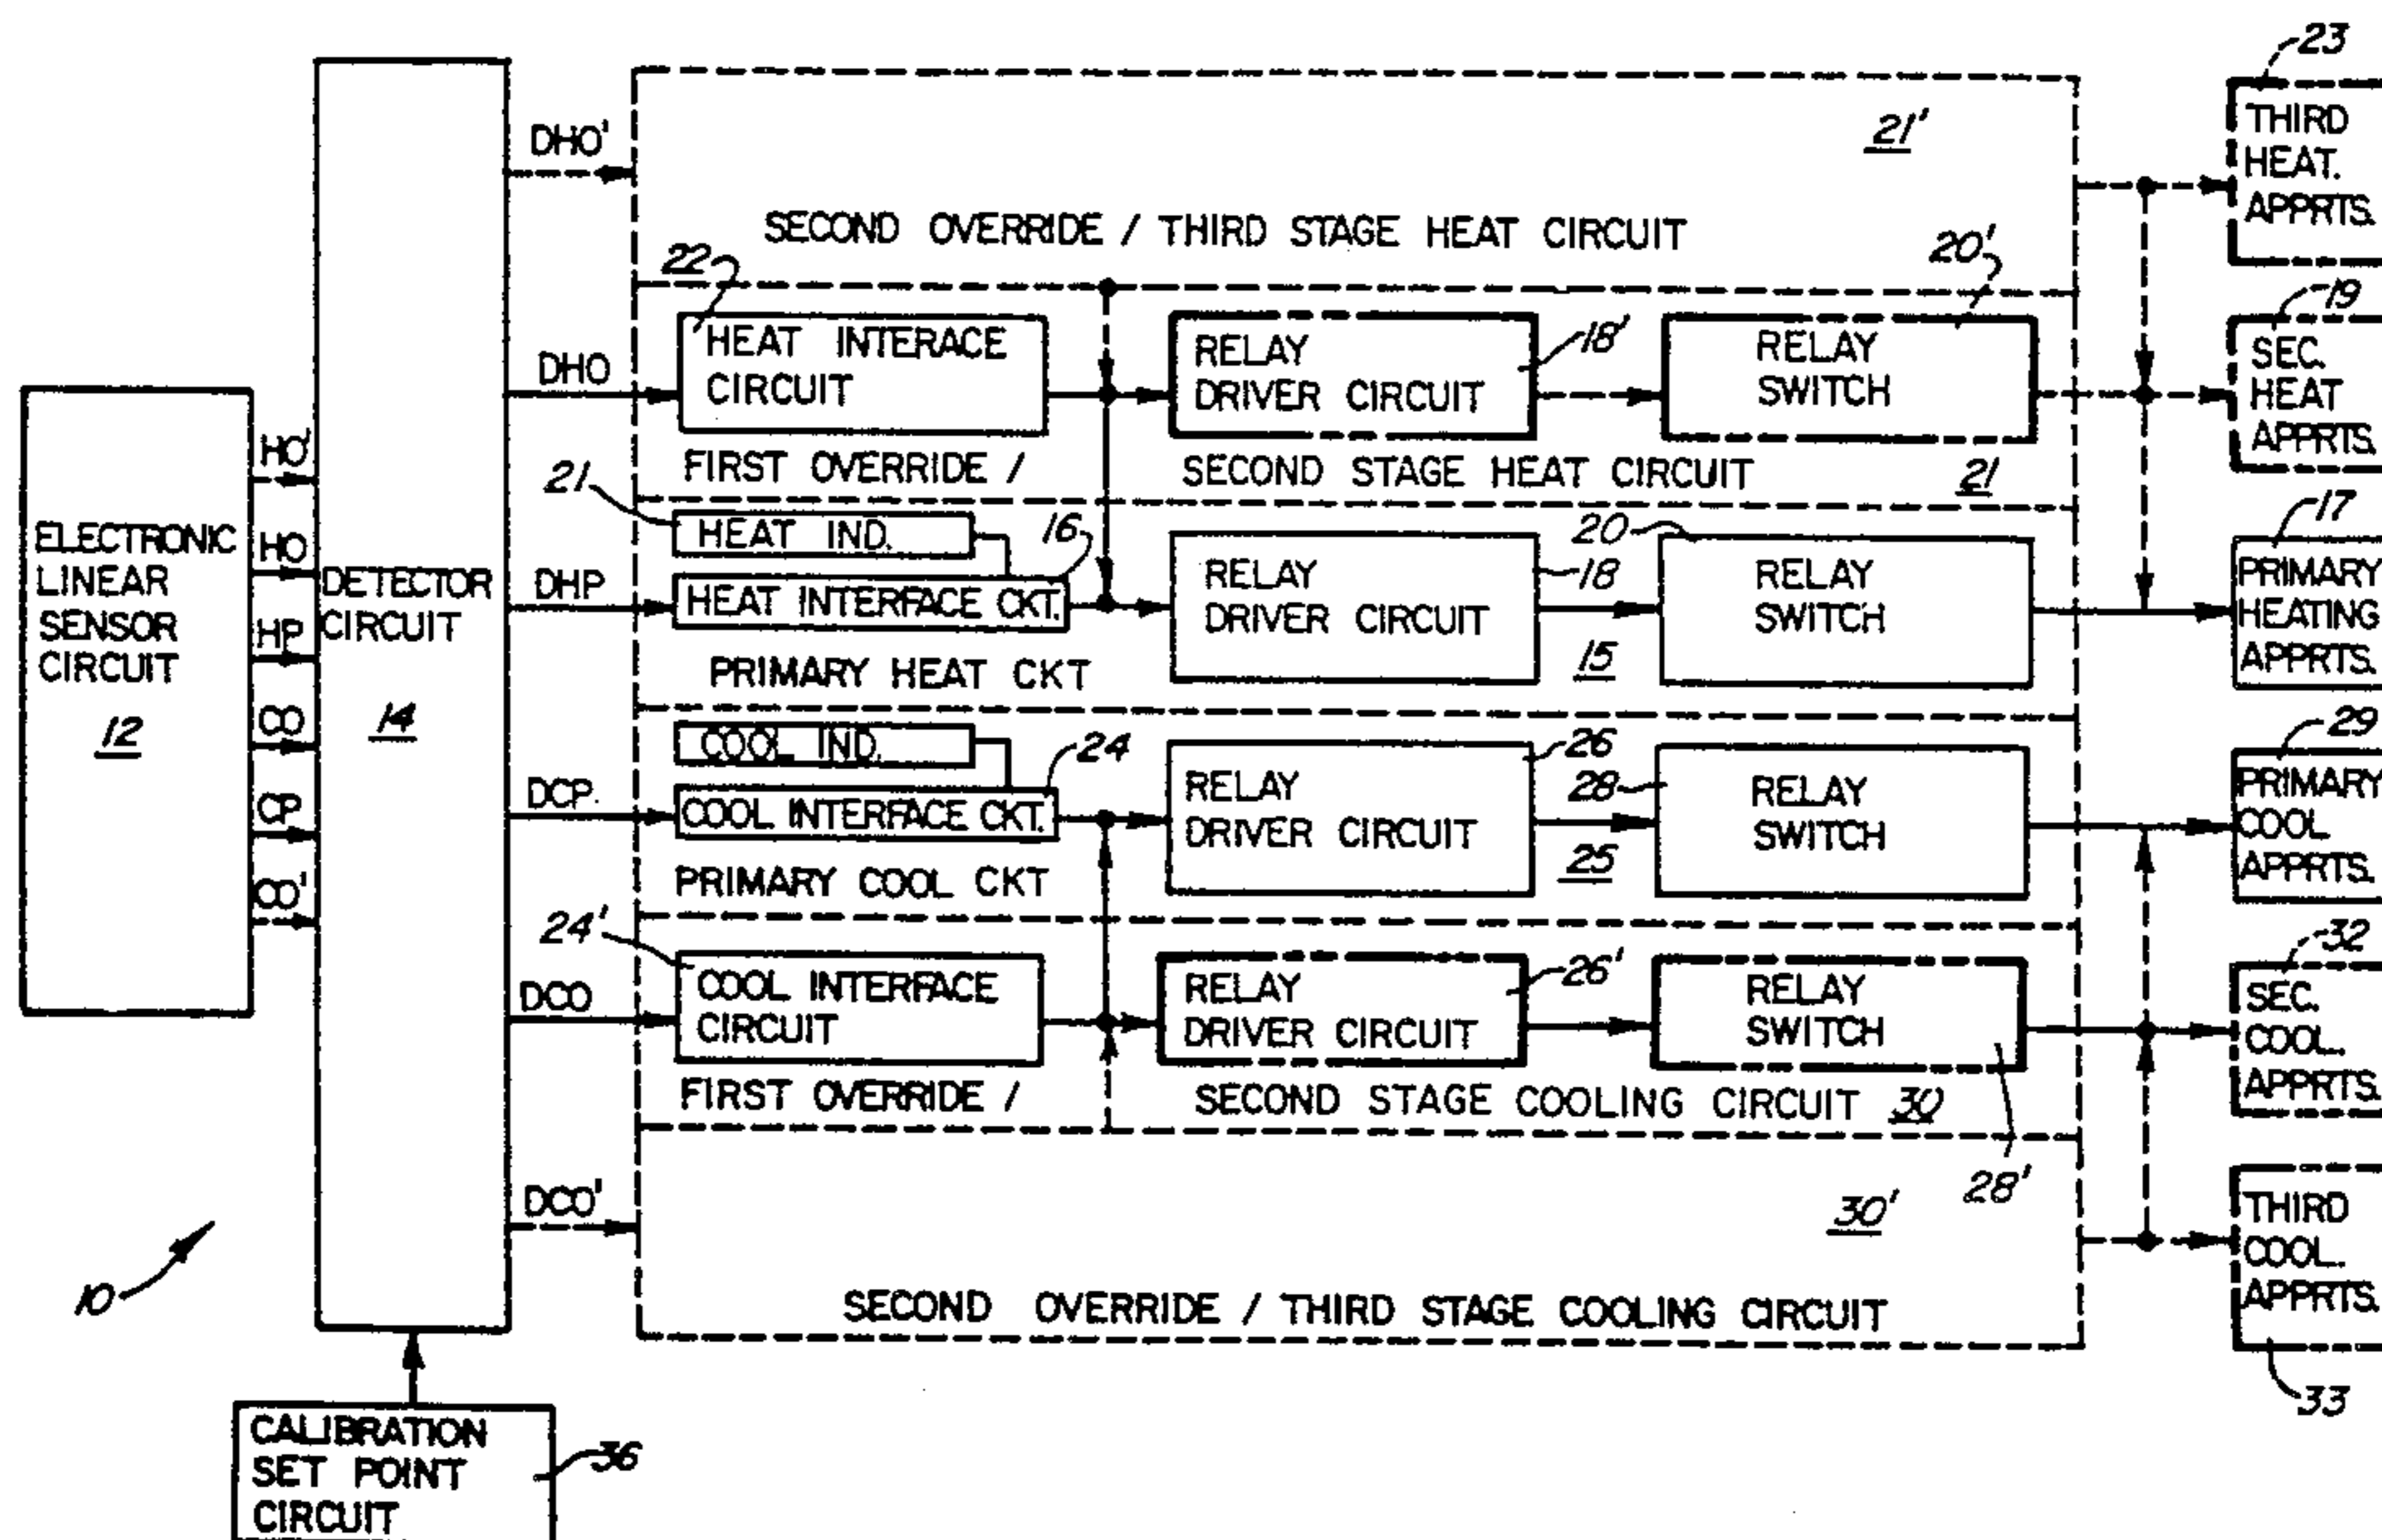 23
THIRD
HEAT.
APPRTS.
DHO'
21'
SECOND OVERRIDE / THIRD STAGE HEAT CIRCUIT
22
20'
19
HEAT INTERACE
CIRCUIT
RELAY
DRIVER CIRCUIT
18'
RELAY
SWITCH
SEC.
HEAT
APPRTS.
DHO
FIRST OVERRIDE / SECOND STAGE HEAT CIRCUIT
21
HO'
HO
HP
CO
CP
CO'
ELECTRONIC
LINEAR
SENSOR
CIRCUIT
12
DETECTOR
CIRCUIT
14
21
HEAT IND.
16
DHP
HEAT INTERFACE CKT.
RELAY
DRIVER CIRCUIT
18
20
RELAY
SWITCH
17
PRIMARY
HEATING
APPRTS.
PRIMARY HEAT CKT
15
COOL IND.
24
DCP.
COOL INTERFACE CKT.
RELAY
DRIVER CIRCUIT
26
28
RELAY
SWITCH
29
PRIMARY
COOL
APPRTS.
PRIMARY COOL CKT
25
24'
DCO
COOL INTERFACE
CIRCUIT
RELAY
DRIVER CIRCUIT
26'
RELAY
SWITCH
28'
32
SEC.
COOL.
APPRTS.
FIRST OVERRIDE / SECOND STAGE COOLING CIRCUIT
30
DCO'
30'
THIRD
COOL.
APPRTS.
33
SECOND OVERRIDE / THIRD STAGE COOLING CIRCUIT
10
CALIBRATION
SET POINT
CIRCUIT
36